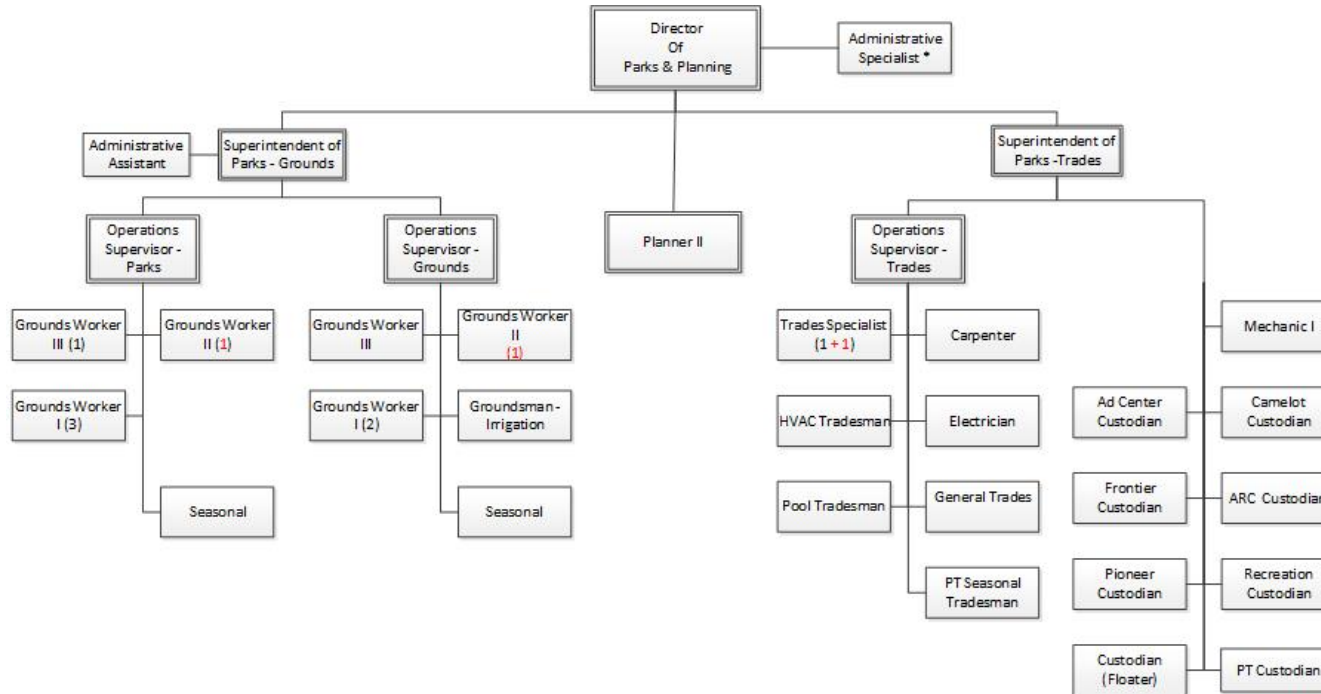 Director
Of
Parks & Planning
Administrative
Specialist *
Administrative
Assistant
Superintendent of
Parks - Grounds
Superintendent of
Parks -Trades
Operations
Supervisor -
Parks
Operations
Supervisor -
Grounds
Planner II
Operations
Supervisor-
Trades
Grounds Worker
III (1)
Grounds Worker
II (1)
Grounds Worker
III
Grounds Worker
II
(1)
Trades Specialist
(1 + 1)
Carpenter
Mechanic I
Grounds Worker
I (3)
Grounds Worker
I (2)
Groundsman -
Irrigation
HVAC Tradesman
Electrician
Ad Center
Custodian
Camelot
Custodian
Seasonal
Seasonal
Pool Tradesman
General Trades
Frontier
Custodian
ARC Custodian
PT Seasonal
Tradesman
Pioneer
Custodian
Recreation
Custodian
Custodian
(Floater)
PT Custodian